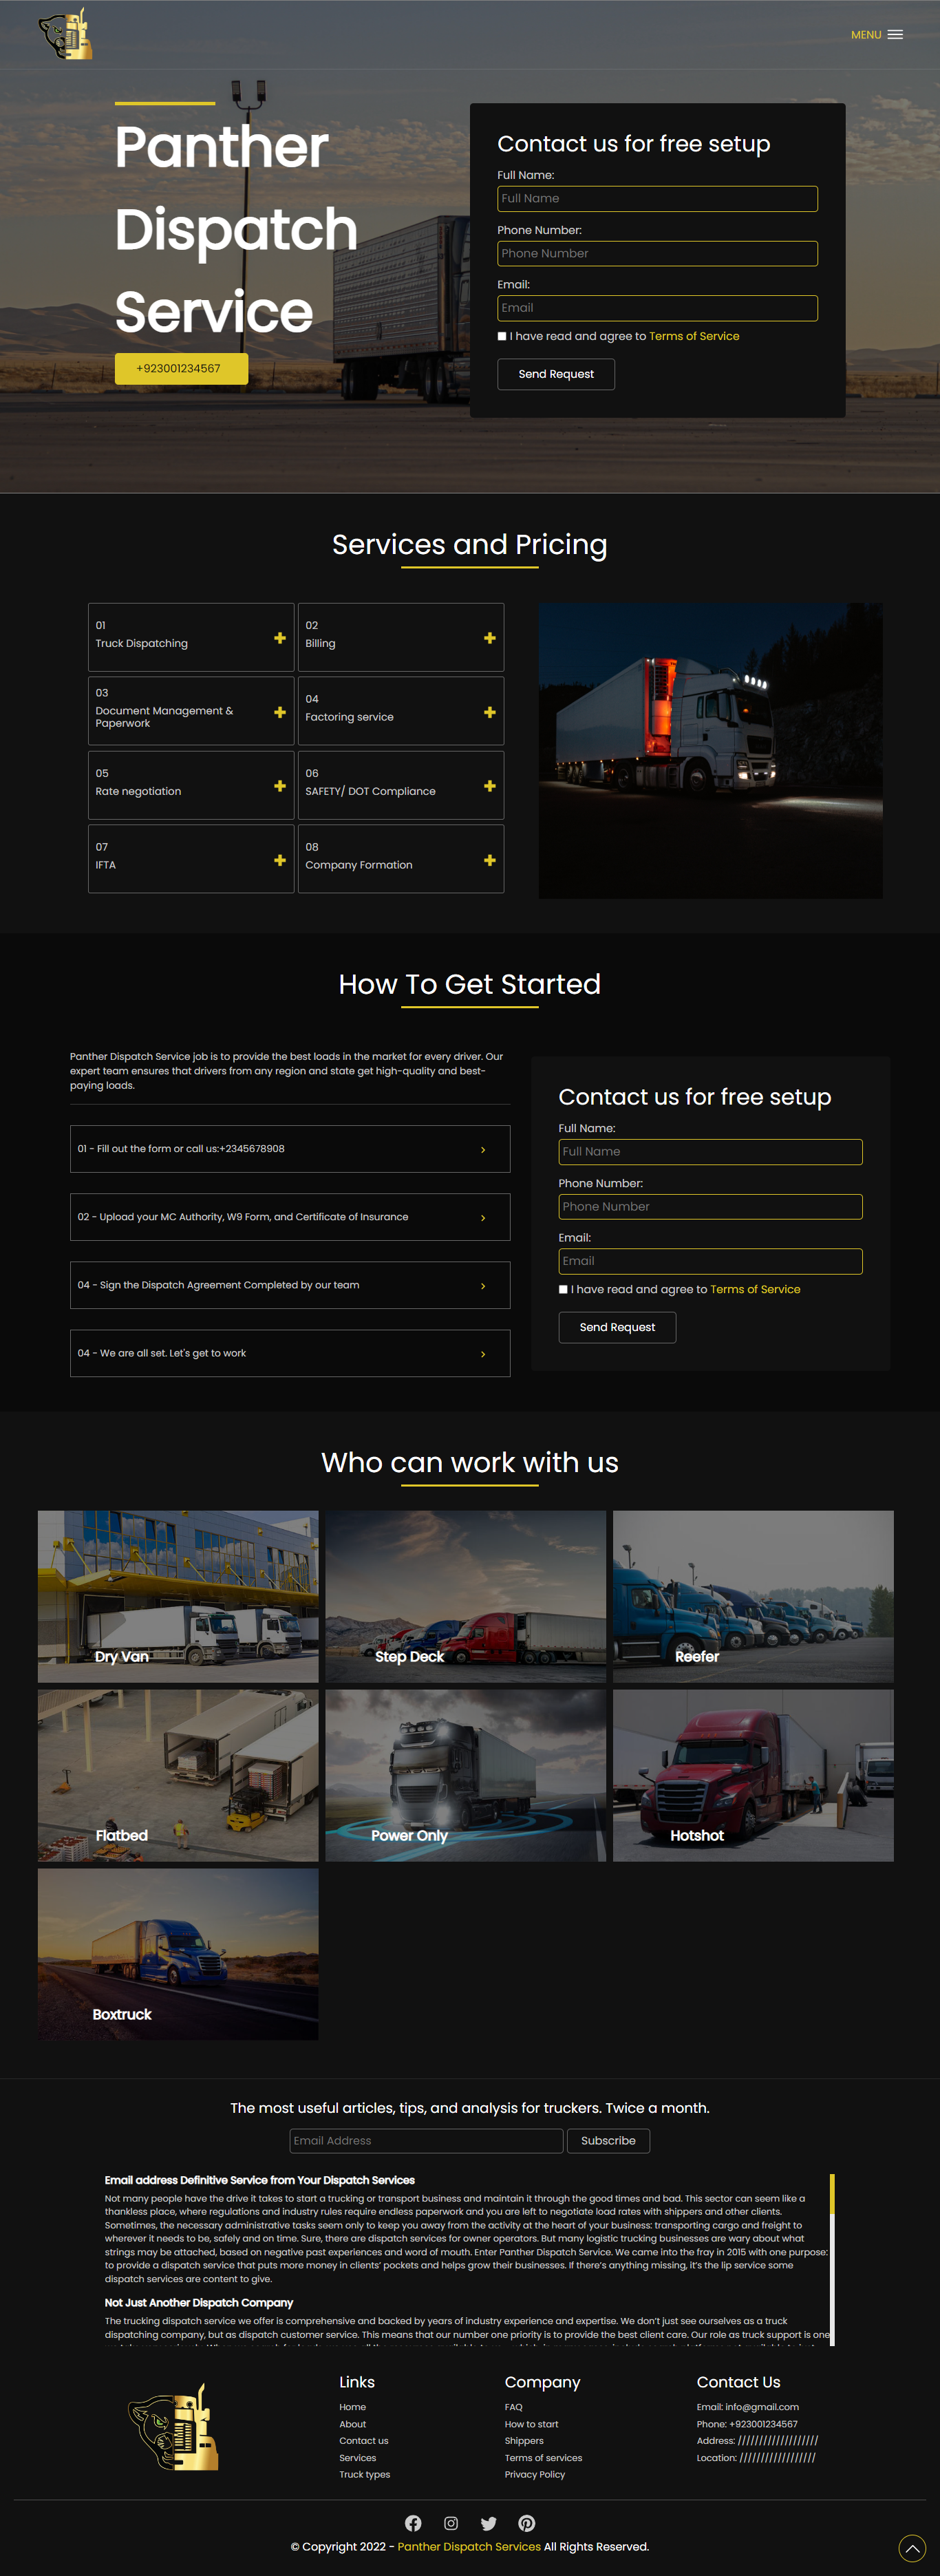 MENU
Panther
Dispatch
Service
+923001234567
Contact us for free setup
Full Name:
Full Name
Phone Number:
Phone Number
Email:
Email
I have read and agree to Terms of Service
Send Request
Services and Pricing
01
Truck Dispatching
02
Billing
03
Document Management &
Paperwork
04
Factoring service
05
Rate negotiation
06
SAFETY/ DOT Compliance
07
IFTA
08
Company Formation
How To Get Started
Panther Dispatch Service job is to provide the best loads in the market for every driver. Our
expert team ensures that drivers from any region and state get high-quality and best-
paying loads.
01 - Fill out the form or call us:+2345678908
02 - Upload your MC Authority, W9 Form, and Certificate of Insurance
04 - Sign the Dispatch Agreement Completed by our team
04 - We are all set. Let's get to work
Contact us for free setup
Full Name:
Full Name
Phone Number:
Phone Number
Email:
Email
I have read and agree to Terms of Service
Send Request
Who can work with us
Dry Van
Step Deck
Reefer
Flatbed
Power Only
Hotshot
Boxtruck
The most useful articles, tips, and analysis for truckers. Twice a month.
Email Address
Subscribe
Email address Definitive Service from Your Dispatch Services
Not many people have the drive it takes to start a trucking or transport business and maintain it through the good times and bad. This sector can seem like a
thankless place, where regulations and industry rules require endless paperwork and you are left to negotiate load rates with shippers and other clients.
Sometimes, the necessary administrative tasks seem only to keep you away from the activity at the heart of your business: transporting cargo and freight to
wherever it needs to be, safely and on time. Sure, there are dispatch services for owner operators. But many logistic trucking businesses are wary about what
strings may be attached, based on negative past experiences and word of mouth. Enter Panther Dispatch Service. We came into the fray in 2015 with one purpose:
to provide a dispatch service that puts more money in clients' pockets and helps grow their businesses. If there's anything missing, it's the lip service some
dispatch services are content to give.
Not Just Another Dispatch Company
The trucking dispatch service we offer is comprehensive and backed by years of industry experience and expertise. We don't just see ourselves as a truck
dispatching company, but as dispatch customer service. This means that our number one priority is to provide the best client care. Our role as truck support is one
Links
Home
About
Contact us
Services
Truck types
Company
FAQ
How to start
Shippers
Terms of services
Privacy Policy
Contact Us
Email: info@gmail.com
Phone: +923001234567
Address: ///////////////////
Location: //////////////////
© Copyright 2022 - Panther Dispatch Services All Rights Reserved.